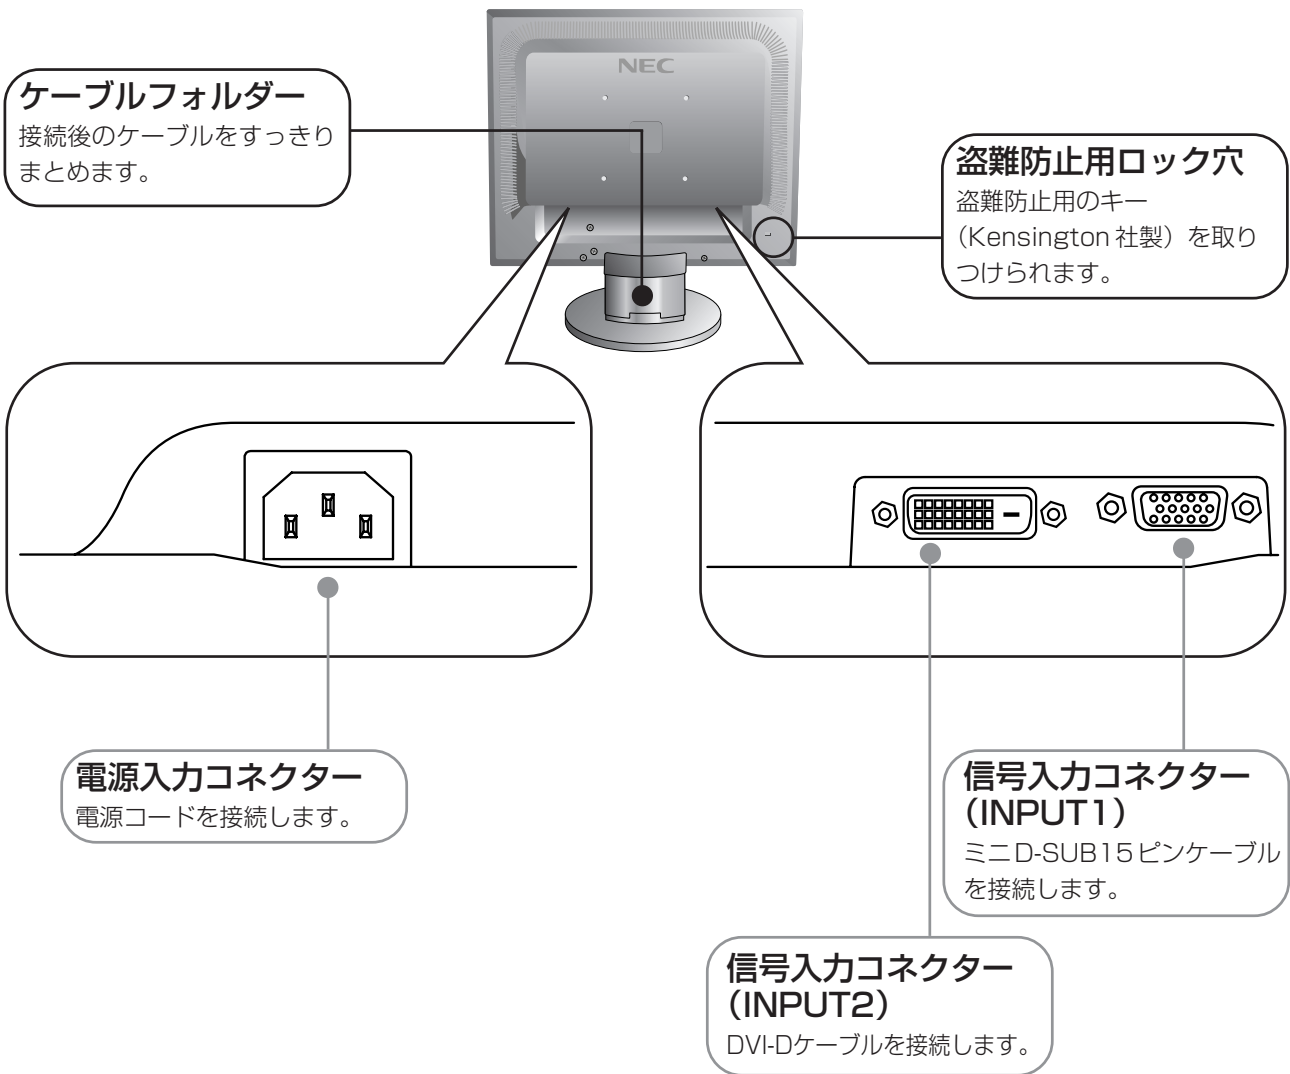 NEC
ケーブルフォルダー
接続後のケーブルをすっきり
まとめます。
盗難防止用ロック穴
盗難防止用のキー
（Kensington 社製）を取り
つけられます。
電源入力コネクター
電源コードを接続します。
信号入力コネクター
（INPUT1）
ミニD-SUB15ピンケーブル
を接続します。
信号入力コネクター
（INPUT2）
DVI-Dケーブルを接続します。